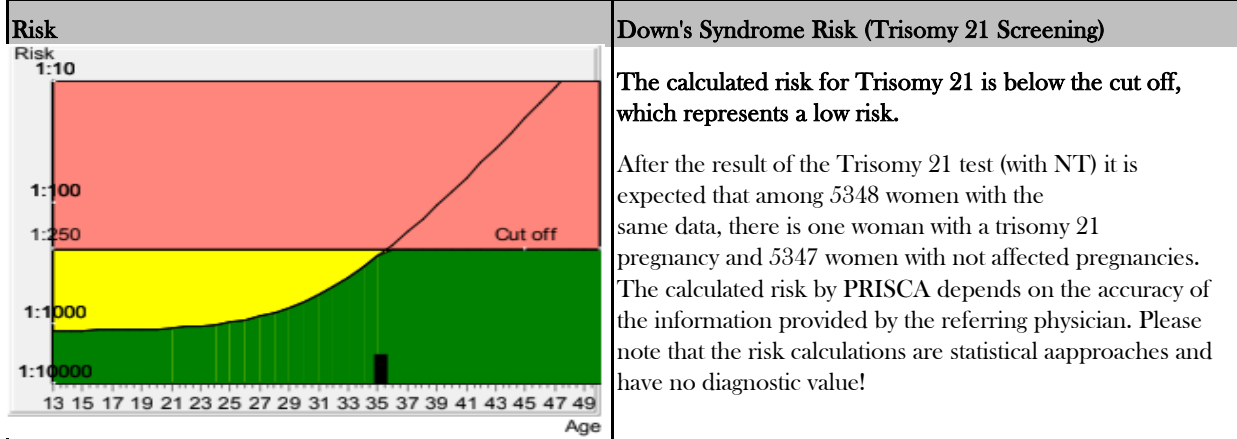 Risk
Risk
1:10
1:100
1:250
Cut off
1:1000
1:10000
13 15 17 19 21 23 25 27 29 31 33 35 37 39 41 43 45 47 49
Age
Down's Syndrome Risk (Trisomy 21 Screening)
The calculated risk for Trisomy 21 is below the cut off,
which represents a low risk.
After the result of the Trisomy 21 test (with NT) it is
expected that among 5348 women with the
same data, there is one woman with a trisomy 21
pregnancy and 5347 women with not affected pregnancies.
The calculated risk by PRISCA depends on the accuracy of
the information provided by the referring physician. Please
note that the risk calculations are statistical aapproaches and
have no diagnostic value!